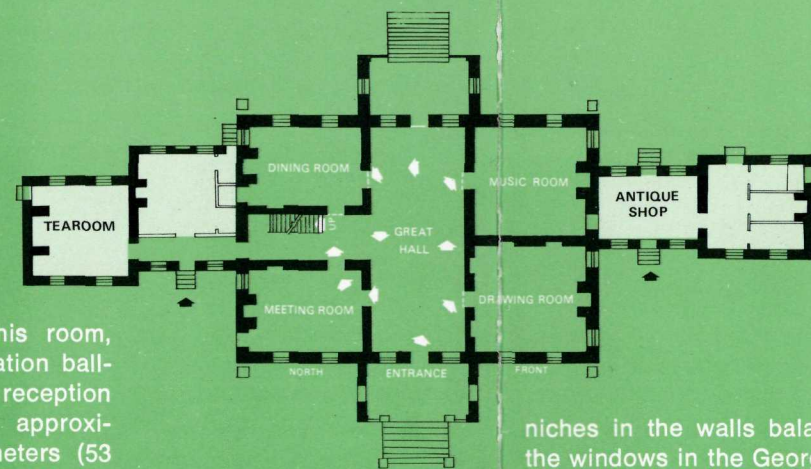 DINING ROOM
MUSIC ROOM
ANTIQUE
SHOP
TEAROOM
UP
GREAT
HALL
MEETING ROOM
DRAWING ROOM
NORTH
ENTRANCE
FRONT
his room,
ation ball-
reception
approxi-
neters (53
niches in the walls bala
the windows in the Geor